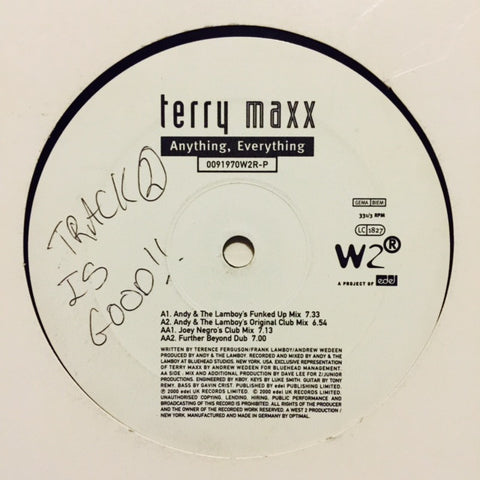 terry maxx
Anything, Everything
0091970W2R-P
TRACK 2
IS
GOOD!!
GEMA BIEM
33 1/3 RPM
LC 1827
W2®
A PROJECT OF edel
A1. Andy & The Lamboy's Funked Up Mix 7.33
A2. Andy & The Lamboy's Original Club Mix 6.54
AA1. Joey Negro's Club Mix 7.13
AA2. Further Beyond Dub 7.00
WRITTEN BY TERENCE FERGUSON/FRANK LAMBOY/ANDREW WEDEEN
PRODUCED BY ANDY & THE LAMBOY. RECORDED AND MIXED BY ANDY & THE
LAMBOY AT BLUEHEAD STUDIOS. NEW YORK. USA. EXCLUSIVE REPRESENTATION
OF TERRY MAXX BY ANDREW WEDEEN FOR BLUEHEAD MANAGEMENT.
AA SIDE : MIX AND ADDITIONAL PRODUCTION BY DAVE LEE FOR Z/JUNIOR
PRODUCTIONS. ENGINEERED BY KBOY. KEYS BY LUKE SMITH. GUITAR BY TONY
REMY. BASS BY DAVIN CRIST. PUBLISHED BY edel PUBLISHING LIMITED.
Ⓟ 2000 edel UK RECORDS LIMITED. © 2000 edel UK RECORDS LIMITED.
UNAUTHORISED COPYING, LENDING, HIRING, PUBLIC PERFORMANCE AND
BROADCASTING OF THIS RECORD IS PROHIBITED. ALL RIGHTS OF THE PRODUCER
AND THE OWNER OF THE RECORDED WORK RESERVED. A WEST 2 PRODUCTION /
NEW YORK. MANUFACTURED AND MADE IN GERMANY BY OPTIMAL.